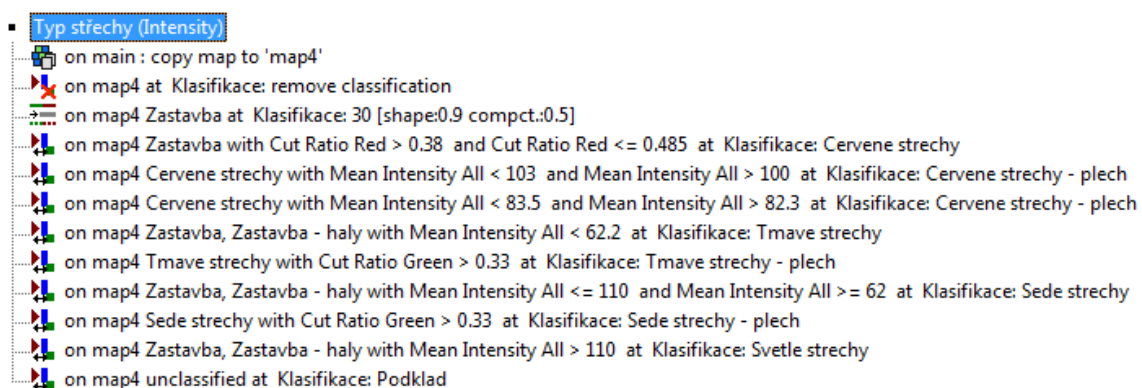 Typ střechy (Intensity)
on main : copy map to 'map4'
on map4 at Klasifikace: remove classification
on map4 Zastavba at Klasifikace: 30 [shape:0.9 compct.:0.5]
on map4 Zastavba with Cut Ratio Red > 0.38 and Cut Ratio Red <= 0.485 at Klasifikace: Cervene strechy
on map4 Cervene strechy with Mean Intensity All < 103 and Mean Intensity All > 100 at Klasifikace: Cervene strechy - plech
on map4 Cervene strechy with Mean Intensity All < 83.5 and Mean Intensity All > 82.3 at Klasifikace: Cervene strechy - plech
on map4 Zastavba, Zastavba - haly with Mean Intensity All < 62.2 at Klasifikace: Tmave strechy
on map4 Tmave strechy with Cut Ratio Green > 0.33 at Klasifikace: Tmave strechy - plech
on map4 Zastavba, Zastavba - haly with Mean Intensity All <= 110 and Mean Intensity All >= 62 at Klasifikace: Sede strechy
on map4 Sede strechy with Cut Ratio Green > 0.33 at Klasifikace: Sede strechy - plech
on map4 Zastavba, Zastavba - haly with Mean Intensity All > 110 at Klasifikace: Svetle strechy
on map4 unclassified at Klasifikace: Podklad